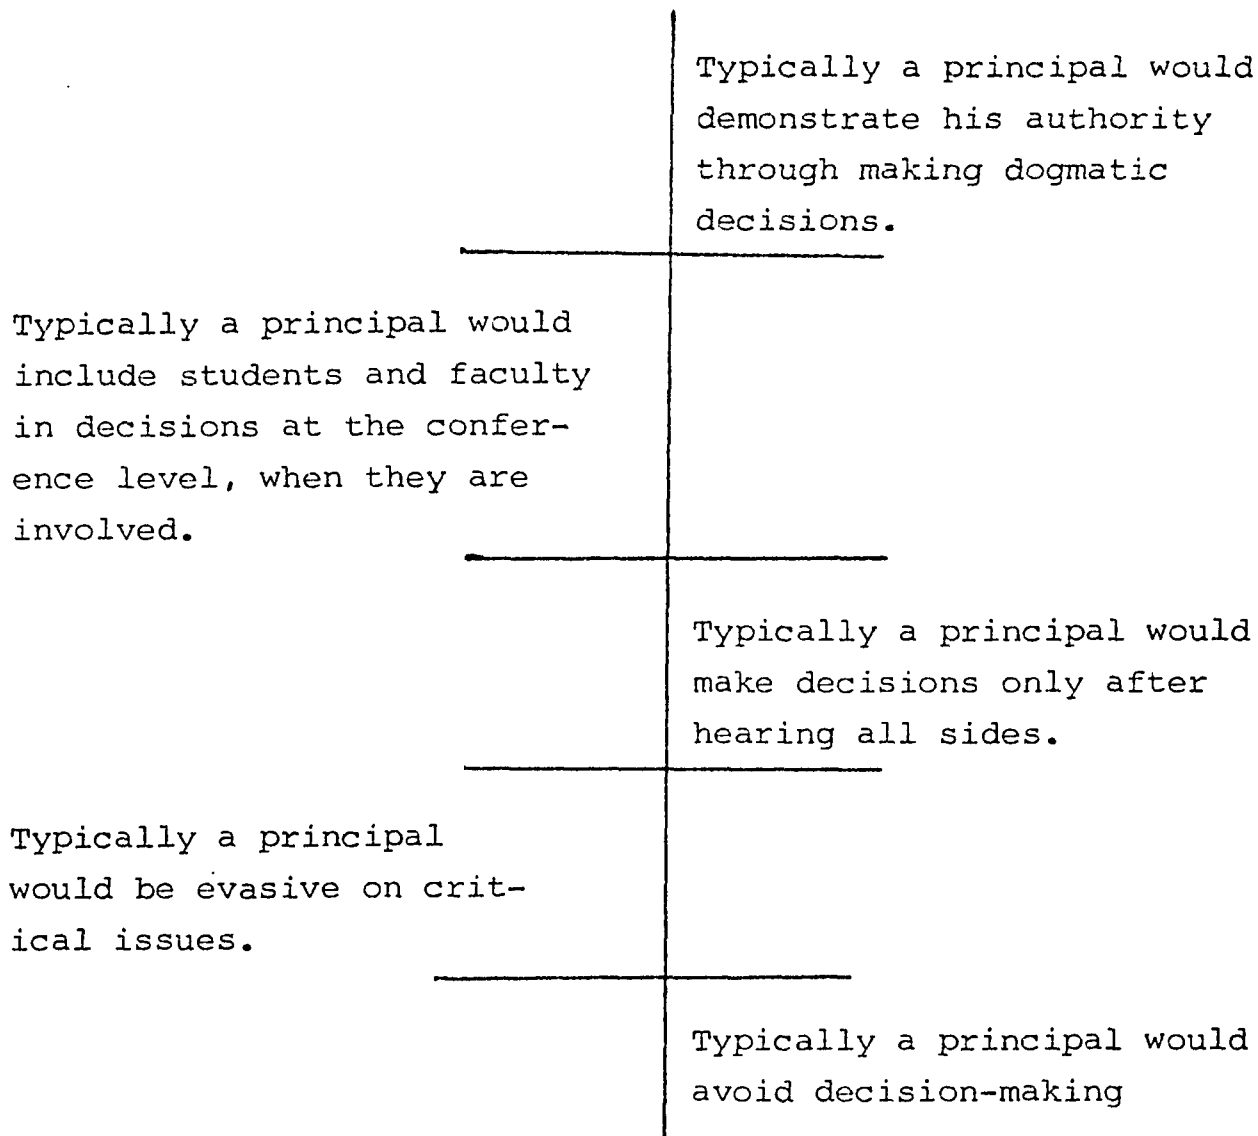 Typically a principal would
demonstrate his authority
through making dogmatic
decisions.
Typically a principal would
include students and faculty
in decisions at the confer-
ence level, when they are
involved.
Typically a principal would
make decisions only after
hearing all sides.
Typically a principal
would be evasive on crit-
ical issues.
Typically a principal would
avoid decision-making